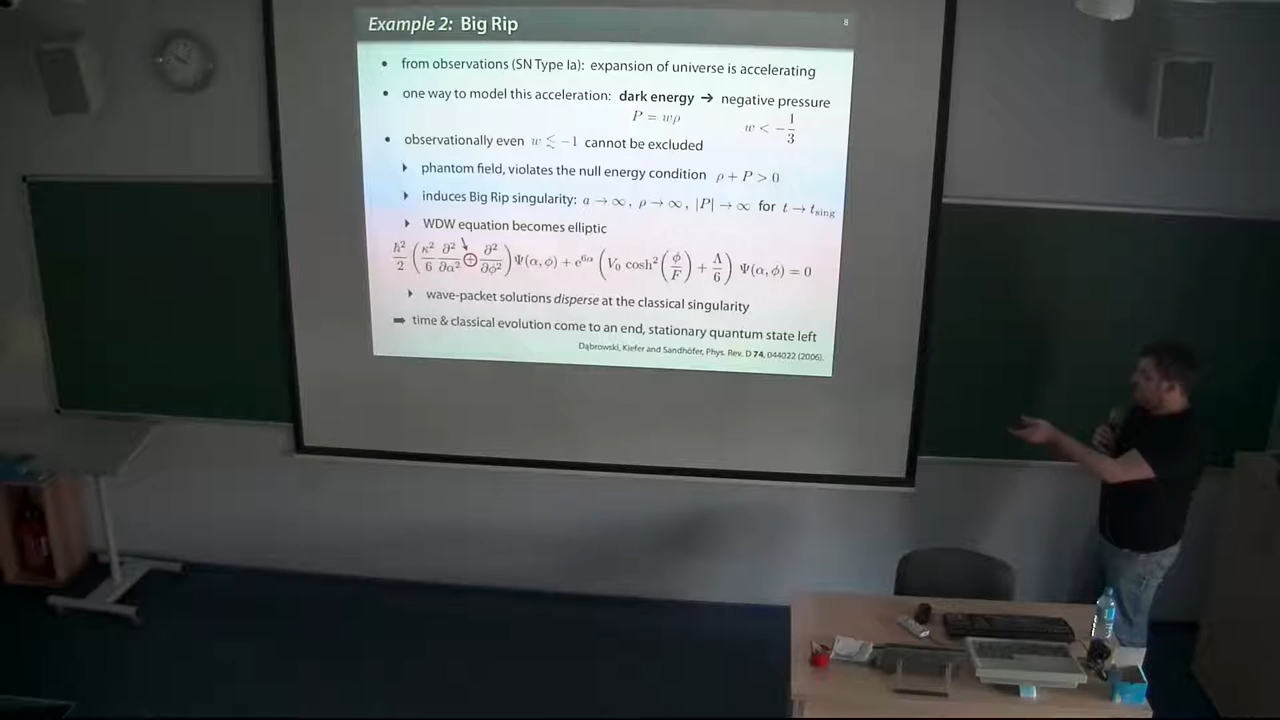 Example 2: Big Rip
8
• from observations (SN Type Ia): expansion of universe is accelerating
• one way to model this acceleration: dark energy → negative pressure
P = wρ w < −1/3
• observationally even w ≲ −1 cannot be excluded
▸ phantom field, violates the null energy condition ρ + P > 0
▸ induces Big Rip singularity: a → ∞, ρ → ∞, |P| → ∞ for t → t_sing
▸ WDW equation becomes elliptic
ℏ²/2 (κ²/6 ∂²/∂α² ⊕ ∂²/∂ϕ²) Ψ(α, ϕ) + e^{6α} (V₀ cosh² (ϕ/F) + Λ/6) Ψ(α, ϕ) = 0
▸ wave-packet solutions disperse at the classical singularity
➡ time & classical evolution come to an end, stationary quantum state left
Dąbrowski, Kiefer and Sandhöfer, Phys. Rev. D 74, 044022 (2006).